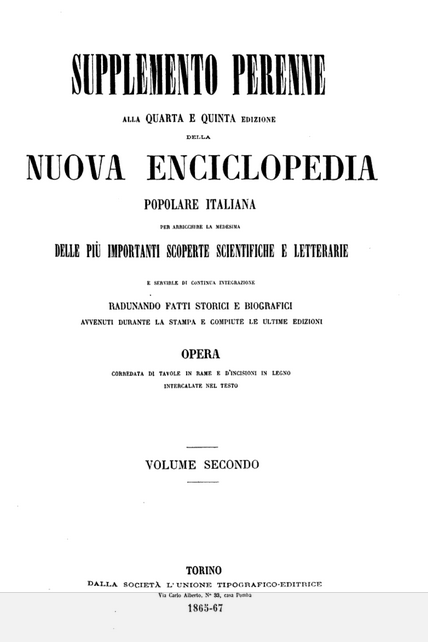 SUPPLEMENTO PERENNE
ALLA QUARTA E QUINTA EDIZIONE
DELLA
NUOVA ENCICLOPEDIA
POPOLARE ITALIANA
PER ARRICCHIRE LA MEDESIMA
DELLE PIÙ IMPORTANTI SCOPERTE SCIENTIFICHE E LETTERARIE
E SERVIRLE DI CONTINUA INTEGRAZIONE
RADUNANDO FATTI STORICI E BIOGRAFICI
AVVENUTI DURANTE LA STAMPA E COMPIUTE LE ULTIME EDIZIONI
OPERA
CORREDATA DI TAVOLE IN RAME E D'INCISIONI IN LEGNO
INTERCALATE NEL TESTO
VOLUME SECONDO
TORINO
DALLA SOCIETÀ L'UNIONE TIPOGRAFICO-EDITRICE
Via Carlo Alberto, N° 33, casa Pomba
1865-67